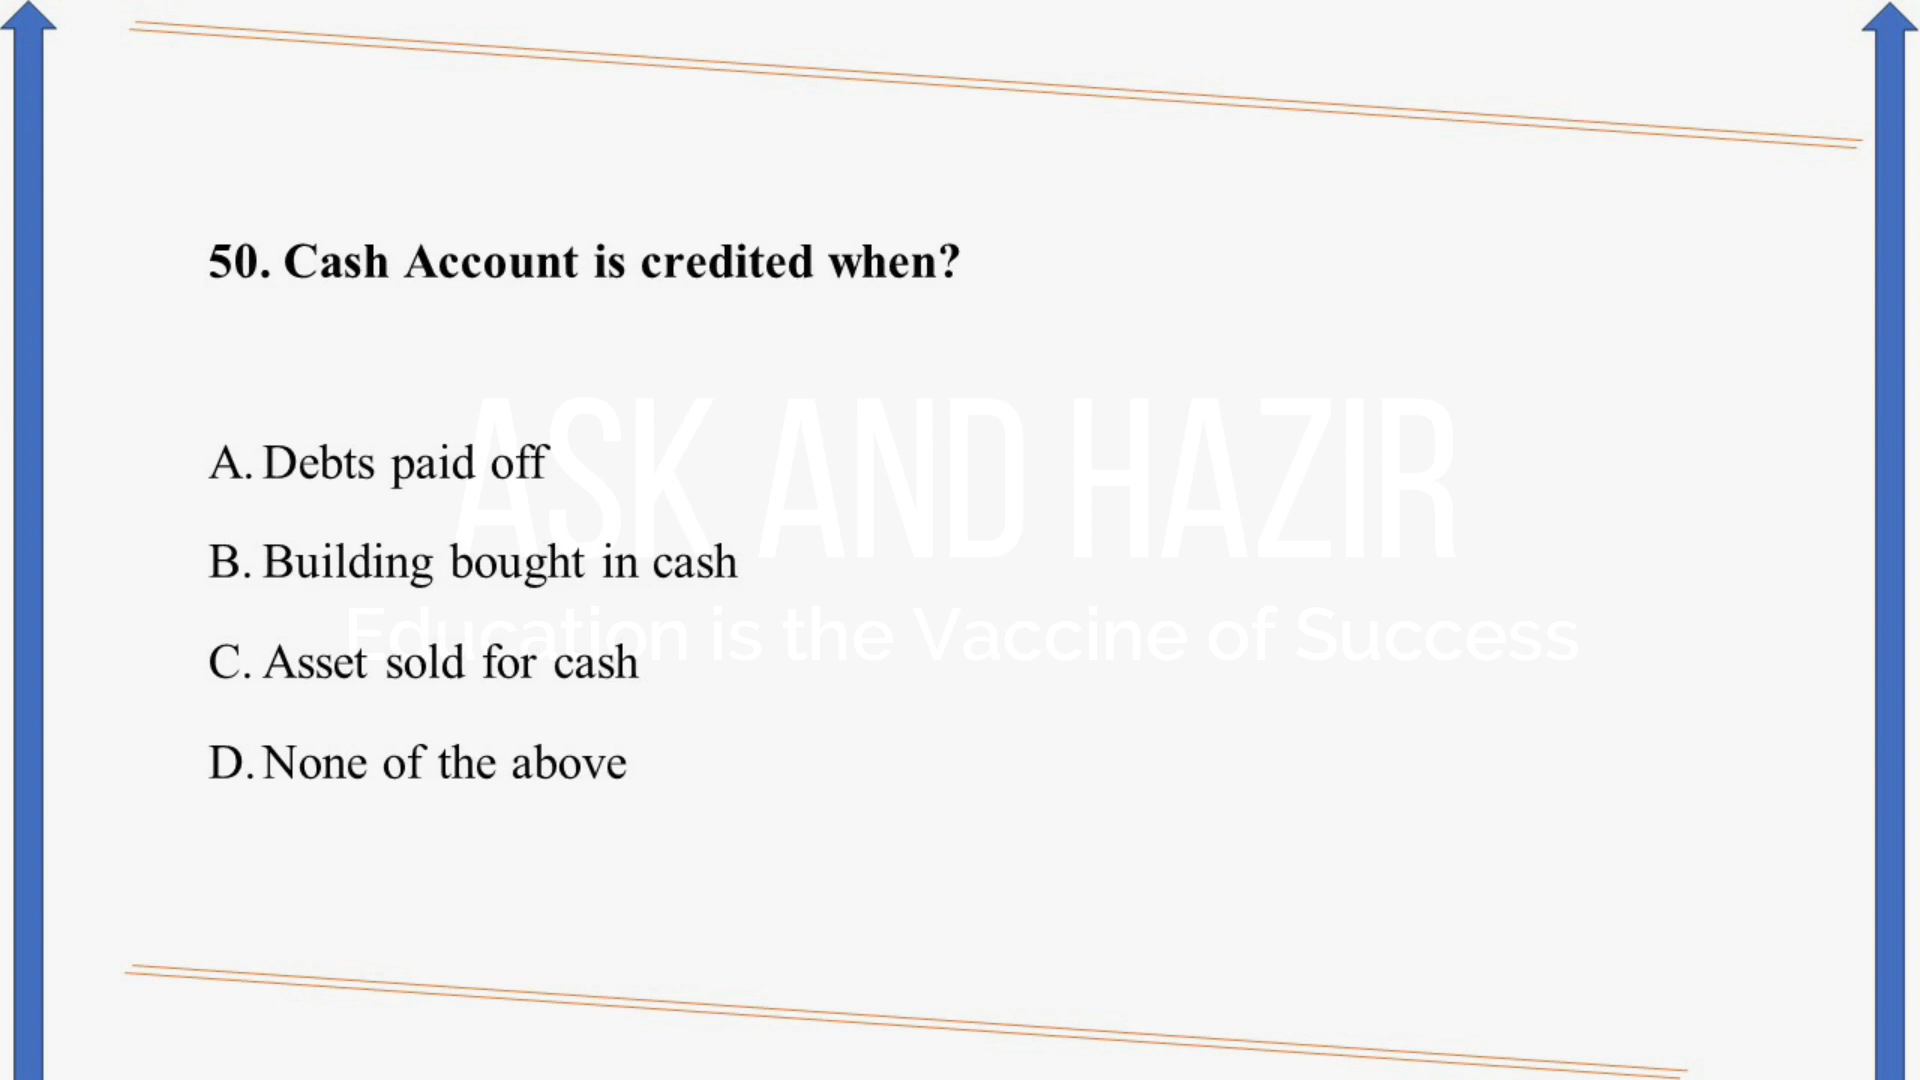 50. Cash Account is credited when?
ASK AND HAZIR
A. Debts paid off
B. Building bought in cash
Education is the Vaccine of Success
C. Asset sold for cash
D. None of the above